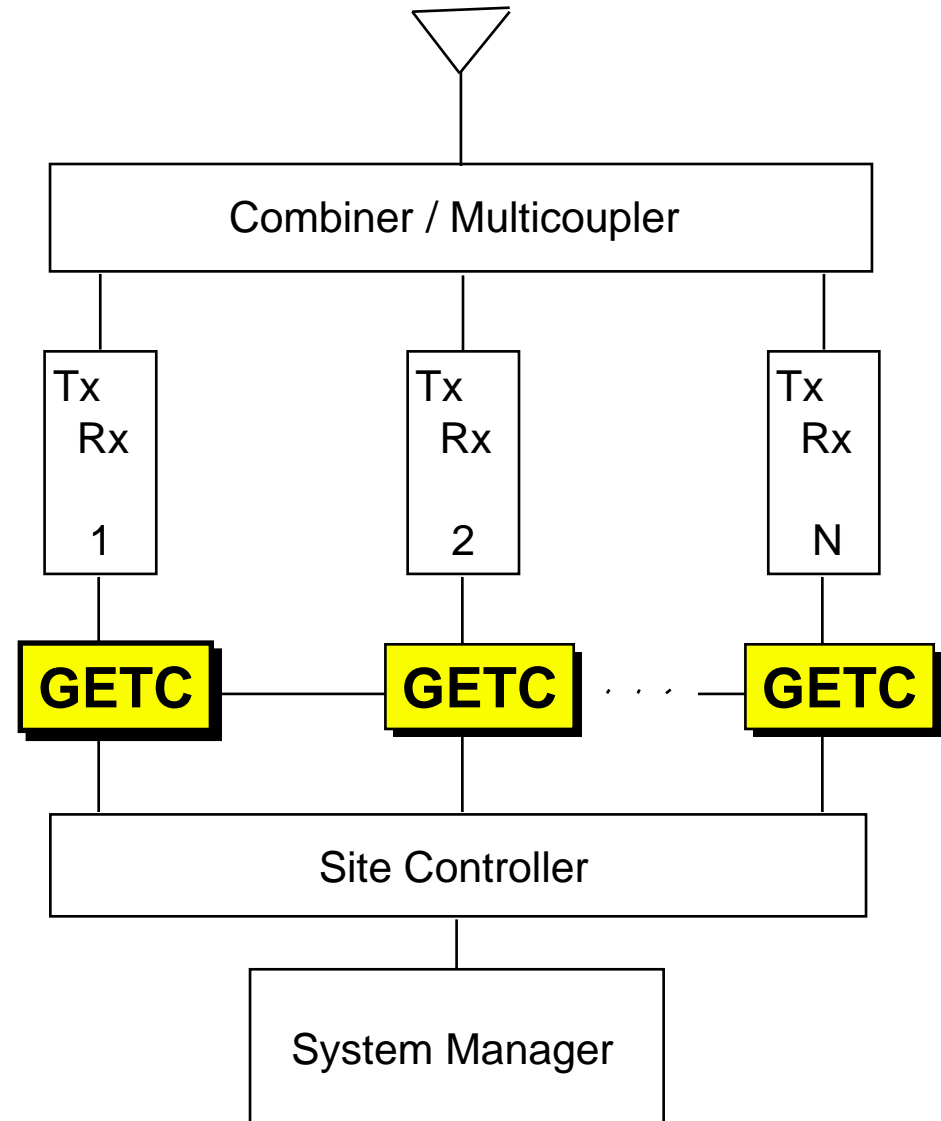 Combiner / Multicoupler
Tx
Rx
1
Tx
Rx
2
Tx
Rx
N
GETC
GETC
. . .
GETC
Site Controller
System Manager